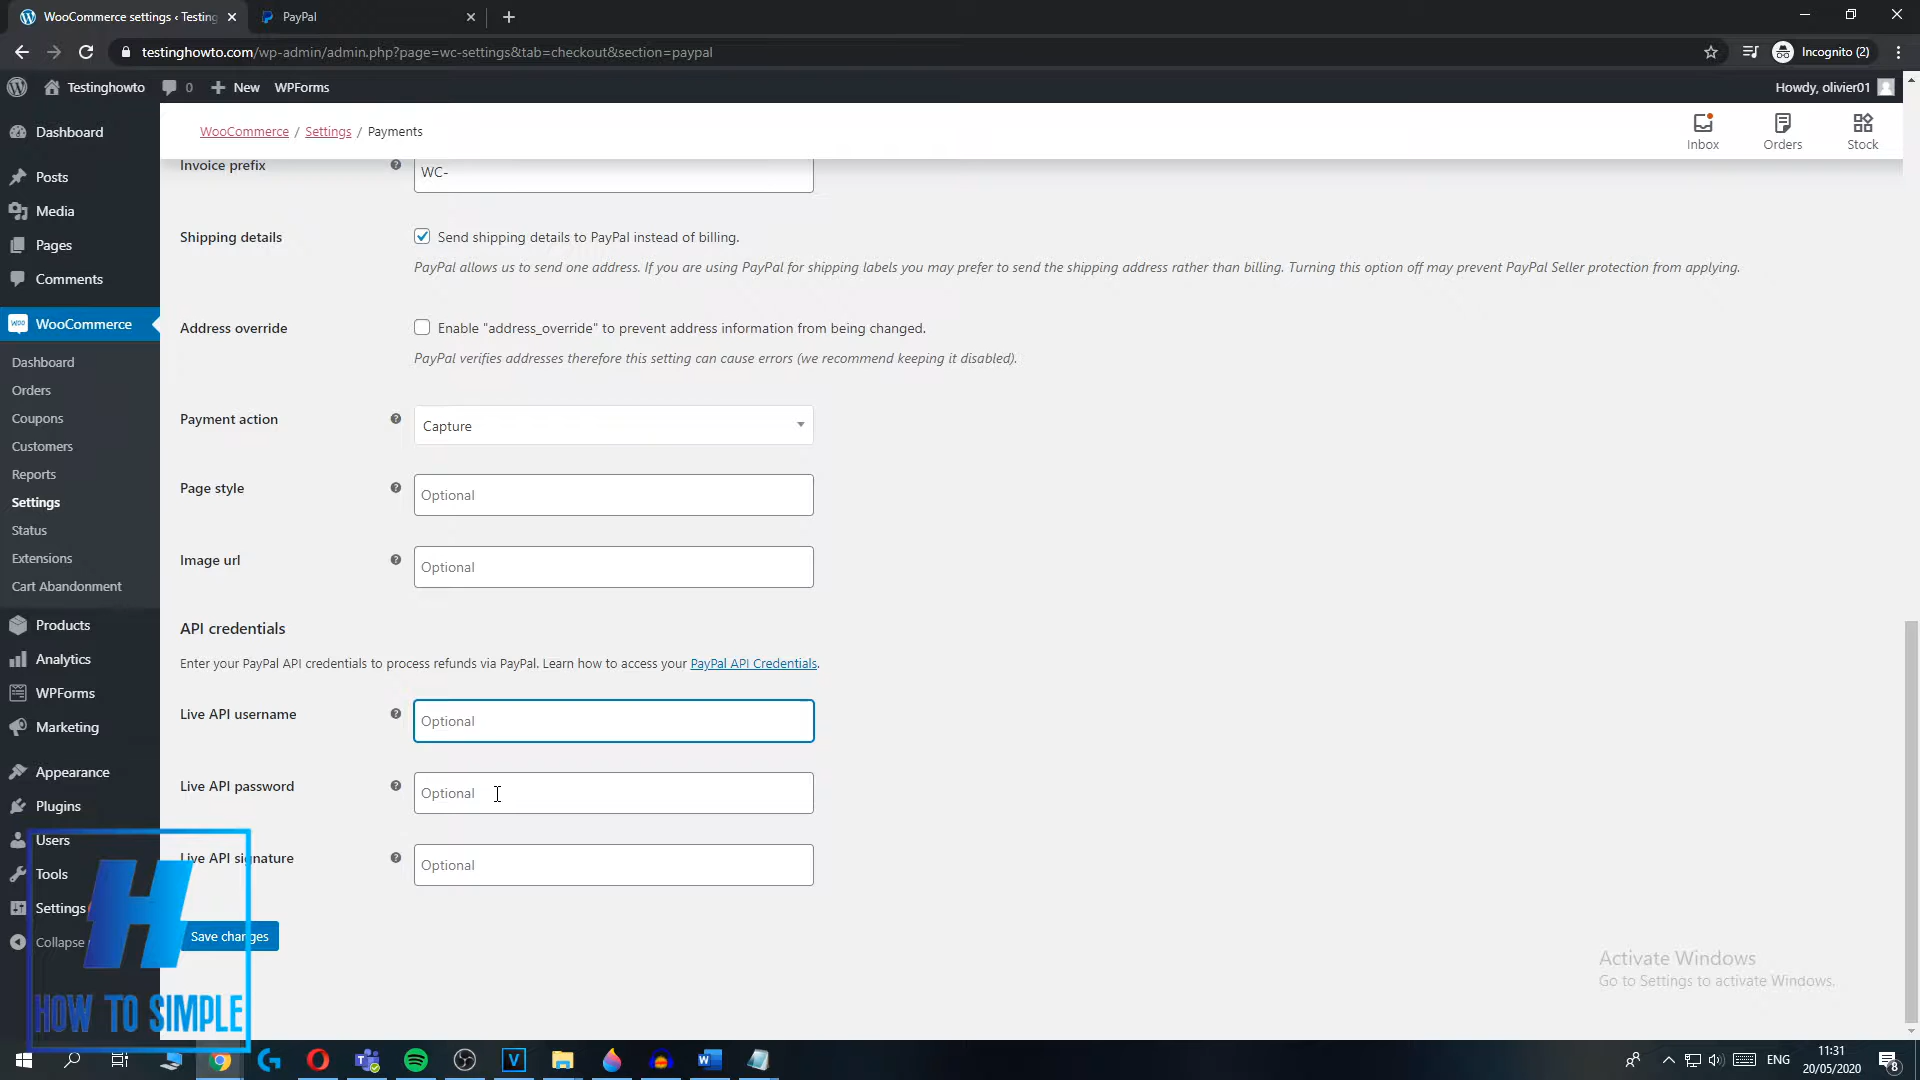 WooCommerce settings ‹ Testing
PayPal
testinghowto.com/wp-admin/admin.php?page=wc-settings&tab=checkout&section=paypal
Incognito (2)
Testinghowto
0
New
WPForms
Howdy, olivier01
Dashboard
Posts
Media
Pages
Comments
WooCommerce
Dashboard
Orders
Coupons
Customers
Reports
Settings
Status
Extensions
Cart Abandonment
Products
Analytics
WPForms
Marketing
Appearance
Plugins
Users
Tools
Settings
Collapse
WooCommerce / Settings / Payments
Inbox
Orders
Stock
Invoice prefix
WC-
Shipping details
Send shipping details to PayPal instead of billing.
PayPal allows us to send one address. If you are using PayPal for shipping labels you may prefer to send the shipping address rather than billing. Turning this option off may prevent PayPal Seller protection from applying.
Address override
Enable "address_override" to prevent address information from being changed.
PayPal verifies addresses therefore this setting can cause errors (we recommend keeping it disabled).
Payment action
Capture
Page style
Optional
Image url
Optional
API credentials
Enter your PayPal API credentials to process refunds via PayPal. Learn how to access your PayPal API Credentials.
Live API username
Optional
Live API password
Optional
Live API signature
Optional
Save changes
H
HOW TO SIMPLE
Activate Windows
Go to Settings to activate Windows.
ENG
11:31
20/05/2020
8